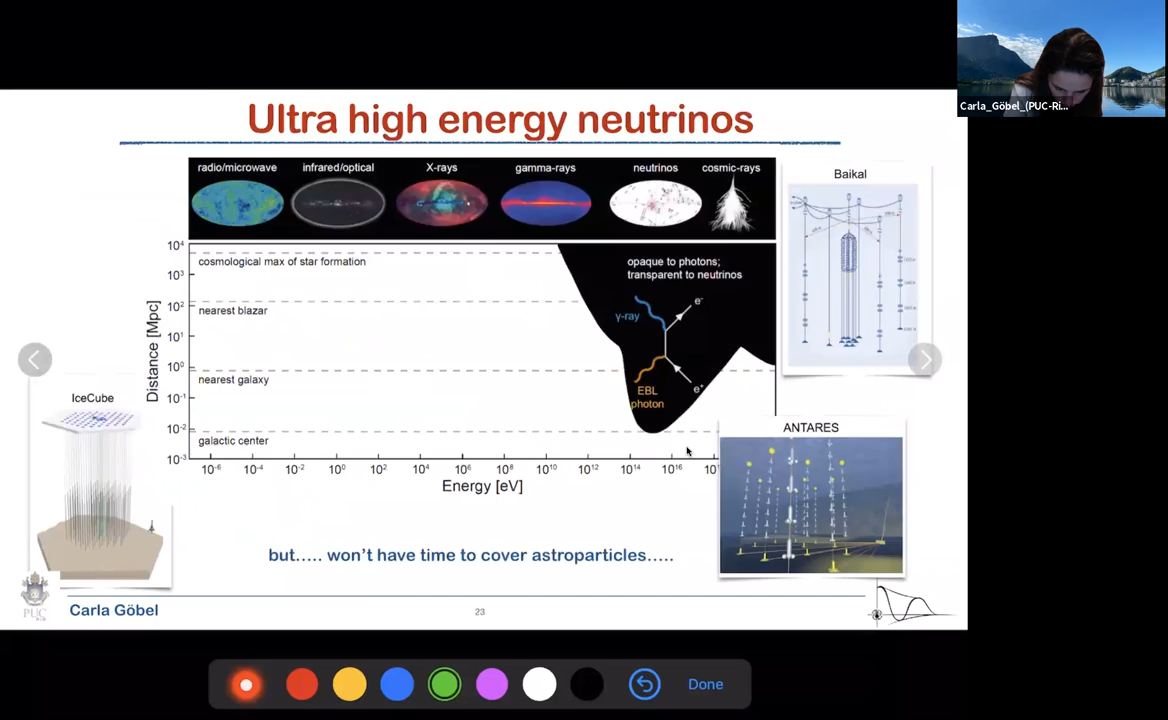 Carla_Göbel_(PUC-Ri...
Ultra high energy neutrinos
radio/microwave
infrared/optical
X-rays
gamma-rays
neutrinos
cosmic-rays
Baikal
Distance [Mpc]
10⁴
10³
10²
10¹
10⁰
10⁻¹
10⁻²
10⁻³
cosmological max of star formation
nearest blazar
nearest galaxy
galactic center
opaque to photons;
transparent to neutrinos
γ-ray
e⁻
EBL
photon
e⁺
10⁻⁶
10⁻⁴
10⁻²
10⁰
10²
10⁴
10⁶
10⁸
10¹⁰
10¹²
10¹⁴
10¹⁶
Energy [eV]
IceCube
ANTARES
but..... won't have time to cover astroparticles.....
PUC
Carla Göbel
23
Done